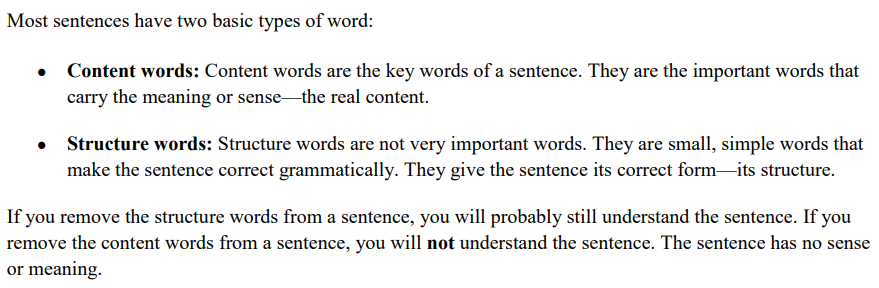 Most sentences have two basic types of word:
• Content words: Content words are the key words of a sentence. They are the important words that
carry the meaning or sense—the real content.
• Structure words: Structure words are not very important words. They are small, simple words that
make the sentence correct grammatically. They give the sentence its correct form—its structure.
If you remove the structure words from a sentence, you will probably still understand the sentence. If you
remove the content words from a sentence, you will not understand the sentence. The sentence has no sense
or meaning.